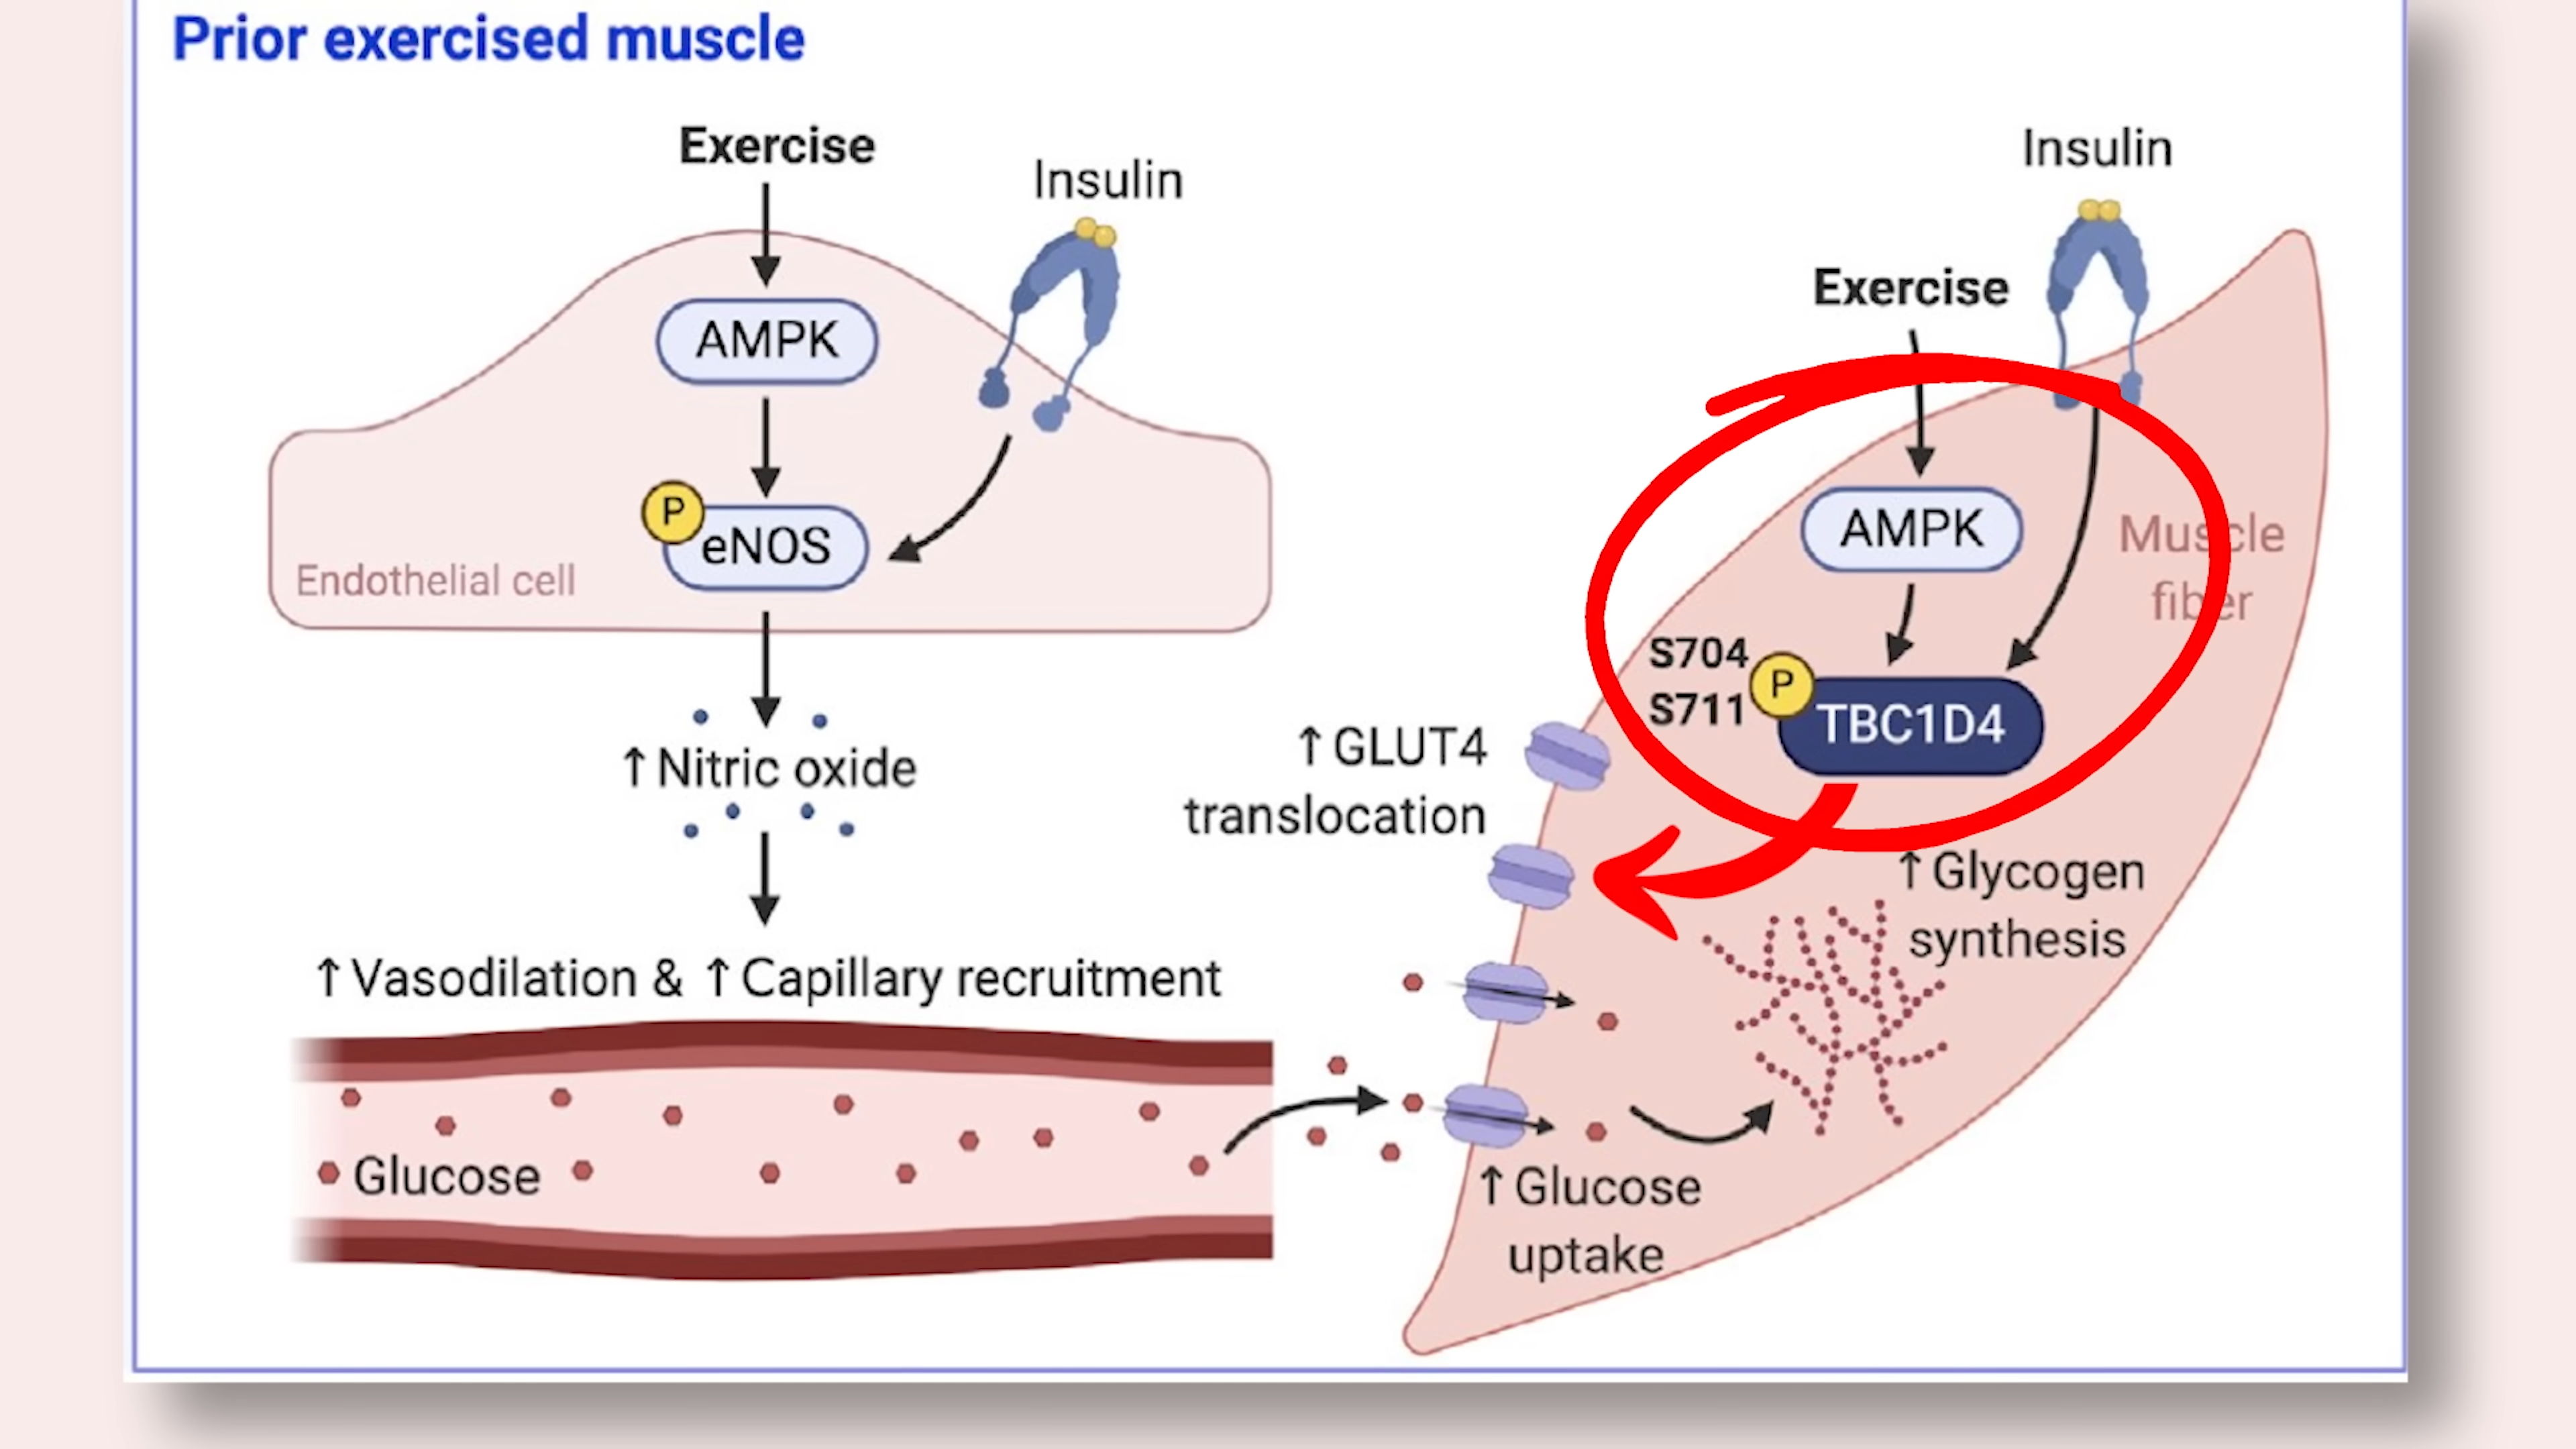 Prior exercised muscle
Exercise
Insulin
AMPK
P
eNOS
Endothelial cell
↑ Nitric oxide
↑ Vasodilation & ↑ Capillary recruitment
Glucose
Insulin
Exercise
AMPK
Muscle
fiber
S704
S711
P
TBC1D4
↑ GLUT4
translocation
↑ Glycogen
synthesis
↑ Glucose
uptake